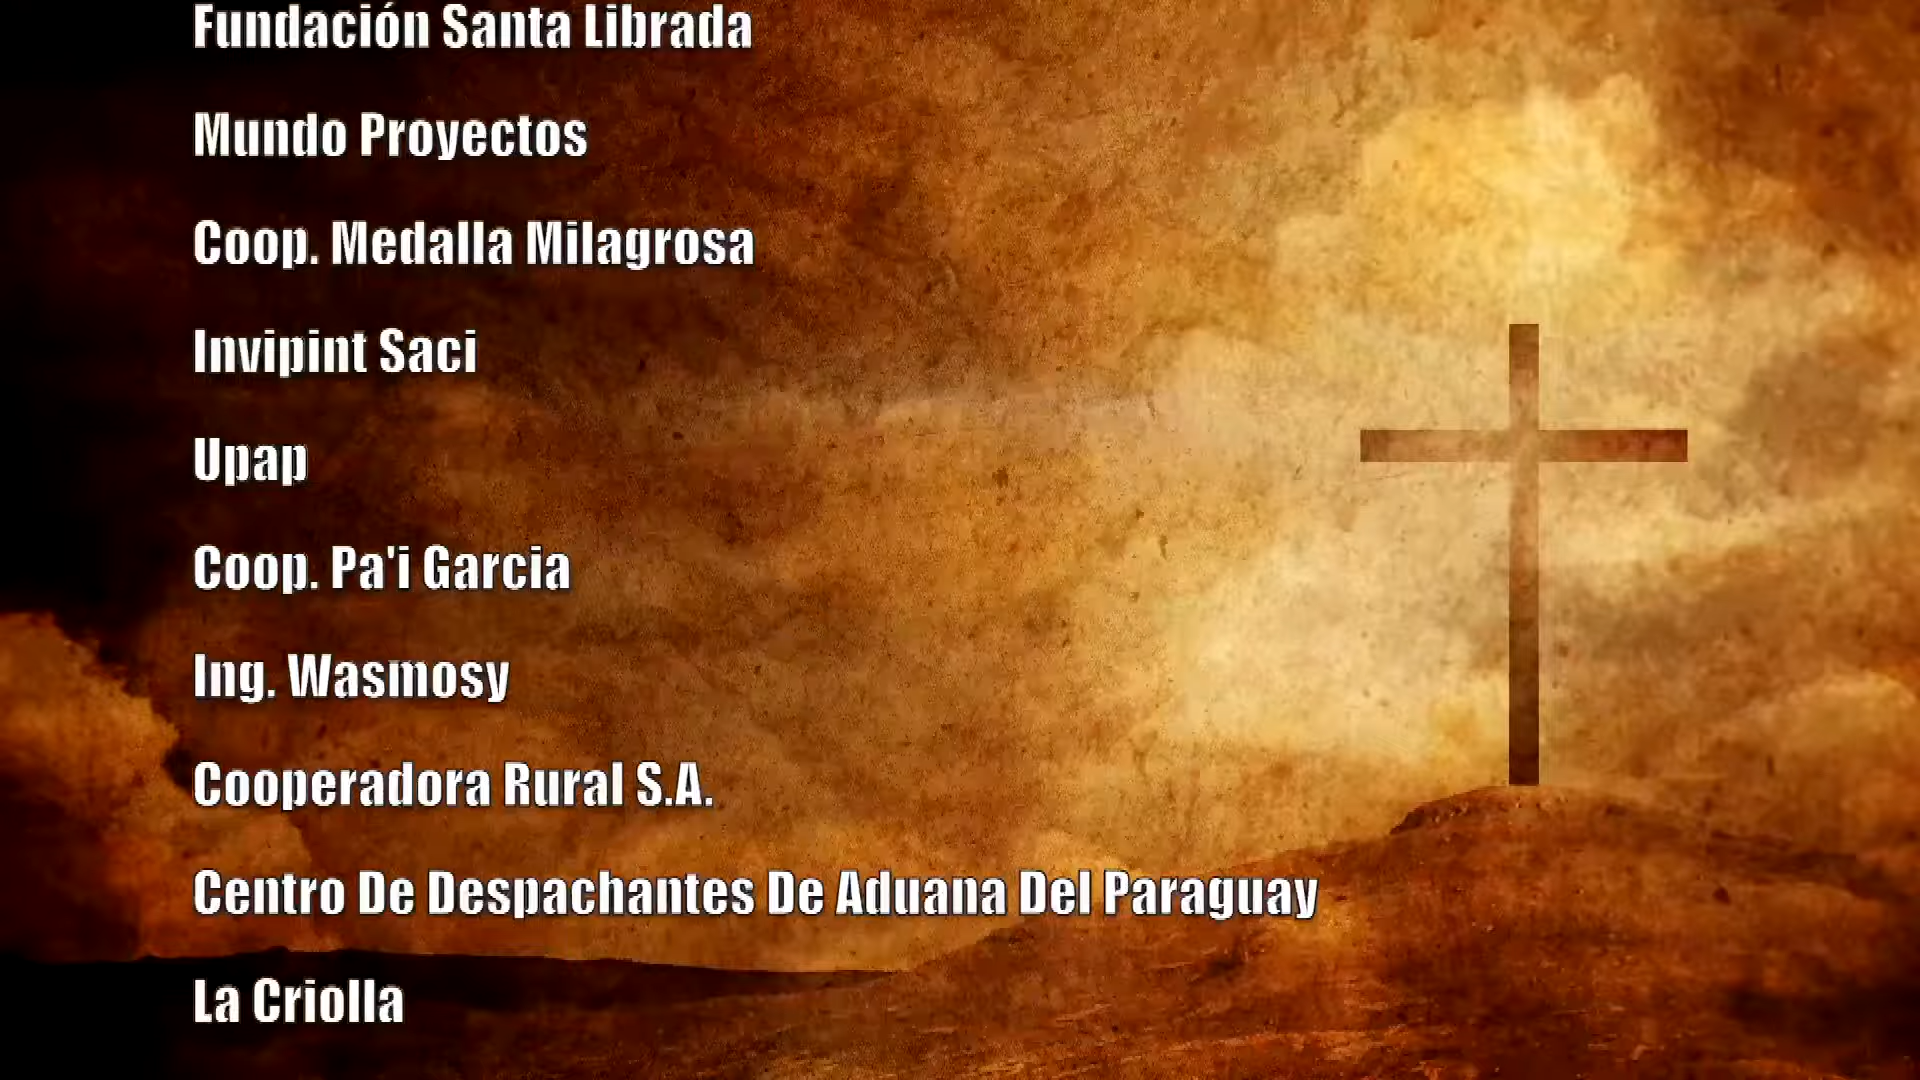 Fundación Santa Librada
Mundo Proyectos
Coop. Medalla Milagrosa
Invipint Saci
Upap
Coop. Pa'i Garcia
Ing. Wasmosy
Cooperadora Rural S.A.
Centro De Despachantes De Aduana Del Paraguay
La Criolla